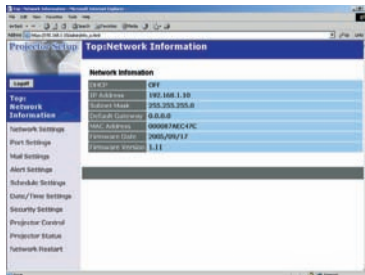 Projector Setup
Top:Network Information
Network Infomation
Logout
DHCP OFF
IP Address 192.168.1.10
Subnet Mask 255.255.255.0
Default Gateway 0.0.0.0
MAC Address
Firmware Date 2005/09/17
Firmware Version 1.11
Top:
Network
Information
Network Settings
Port Settings
Mail Settings
Alert Settings
Schedule Settings
Date/Time Settings
Security Settings
Projector Control
Projector Status
Network Restart